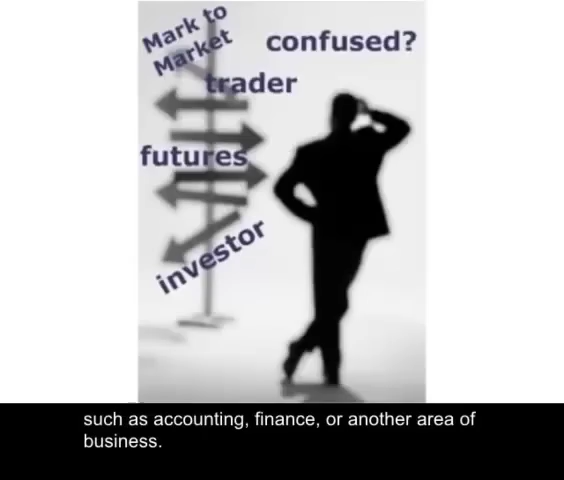 Mark to
Market
confused?
trader
futures
investor
such as accounting, finance, or another area of
business.